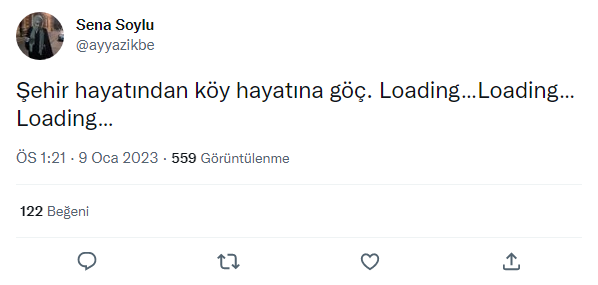 Sena Soylu
@ayyazikbe
Şehir hayatından köy hayatına göç. Loading...Loading...
Loading...
ÖS 1:21 · 9 Oca 2023 · 559 Görüntülenme
122 Beğeni